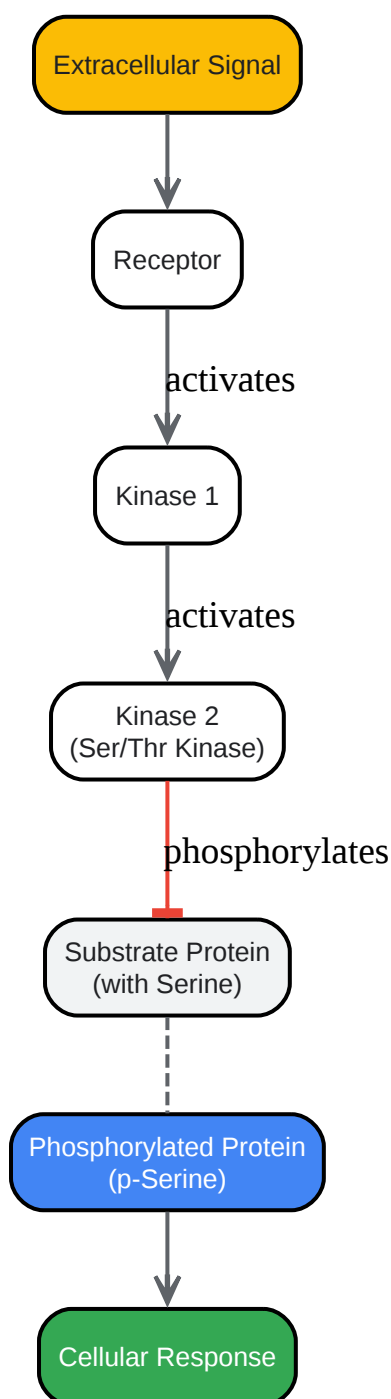 Extracellular Signal
Receptor
activates
Kinase 1
activates
Kinase 2
(Ser/Thr Kinase)
phosphorylates
Substrate Protein
(with Serine)
Phosphorylated Protein
(p-Serine)
Cellular Response